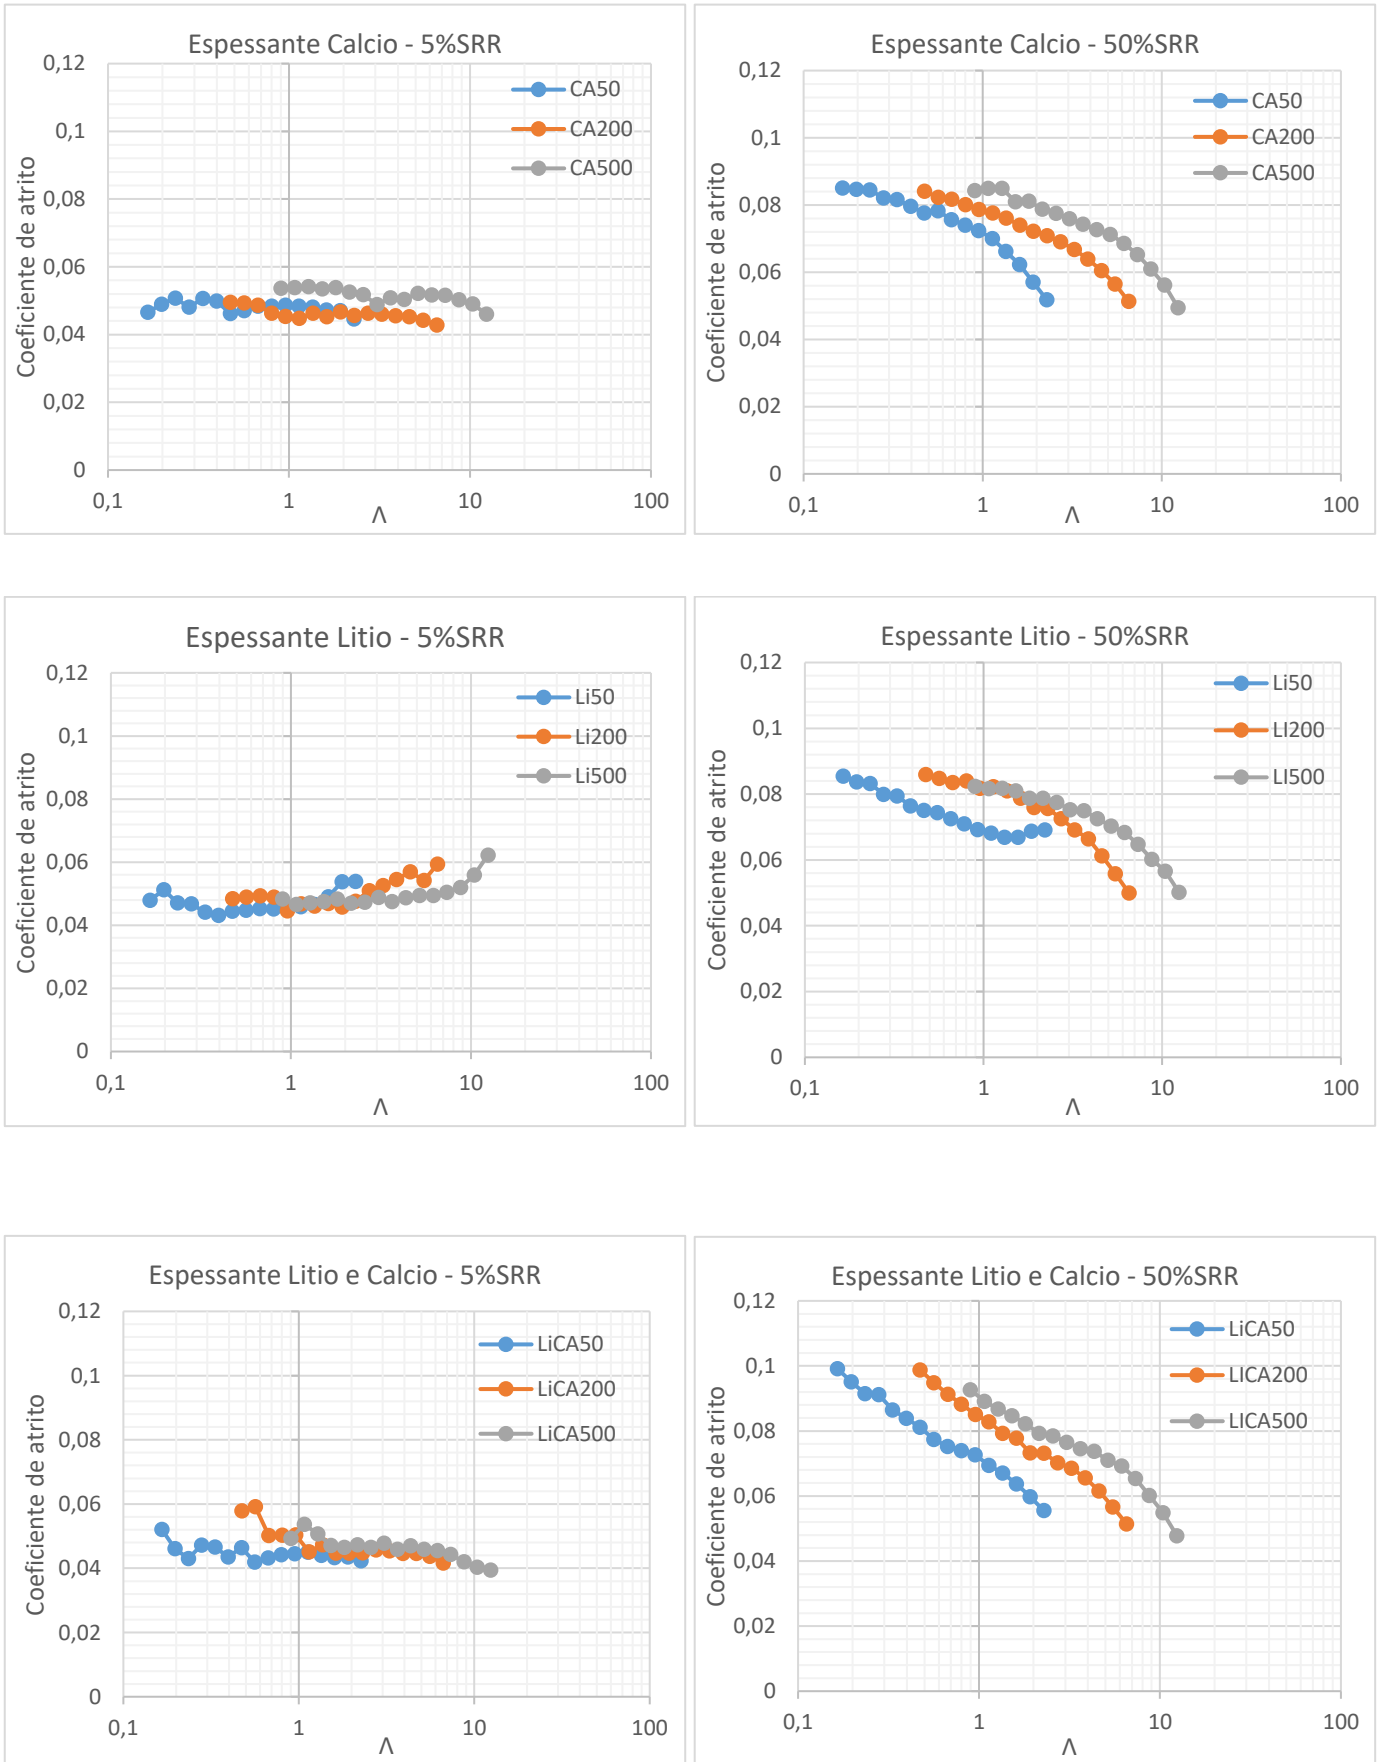 Espessante Calcio - 5%SRR
Coeficiente de atrito
0,12
0,1
0,08
0,06
0,04
0,02
0
0,1 1 10 100
Λ
CA50
CA200
CA500
Espessante Calcio - 50%SRR
Coeficiente de atrito
0,12
0,1
0,08
0,06
0,04
0,02
0
0,1 1 10 100
Λ
CA50
CA200
CA500
Espessante Litio - 5%SRR
Coeficiente de atrito
0,12
0,1
0,08
0,06
0,04
0,02
0
0,1 1 10 100
Λ
Li50
Li200
Li500
Espessante Litio - 50%SRR
Coeficiente de atrito
0,12
0,1
0,08
0,06
0,04
0,02
0
0,1 1 10 100
Λ
Li50
LI200
LI500
Espessante Litio e Calcio - 5%SRR
Coeficiente de atrito
0,12
0,1
0,08
0,06
0,04
0,02
0
0,1 1 10 100
Λ
LiCA50
LiCA200
LiCA500
Espessante Litio e Calcio - 50%SRR
Coeficiente de atrito
0,12
0,1
0,08
0,06
0,04
0,02
0
0,1 1 10 100
Λ
LiCA50
LICA200
LICA500